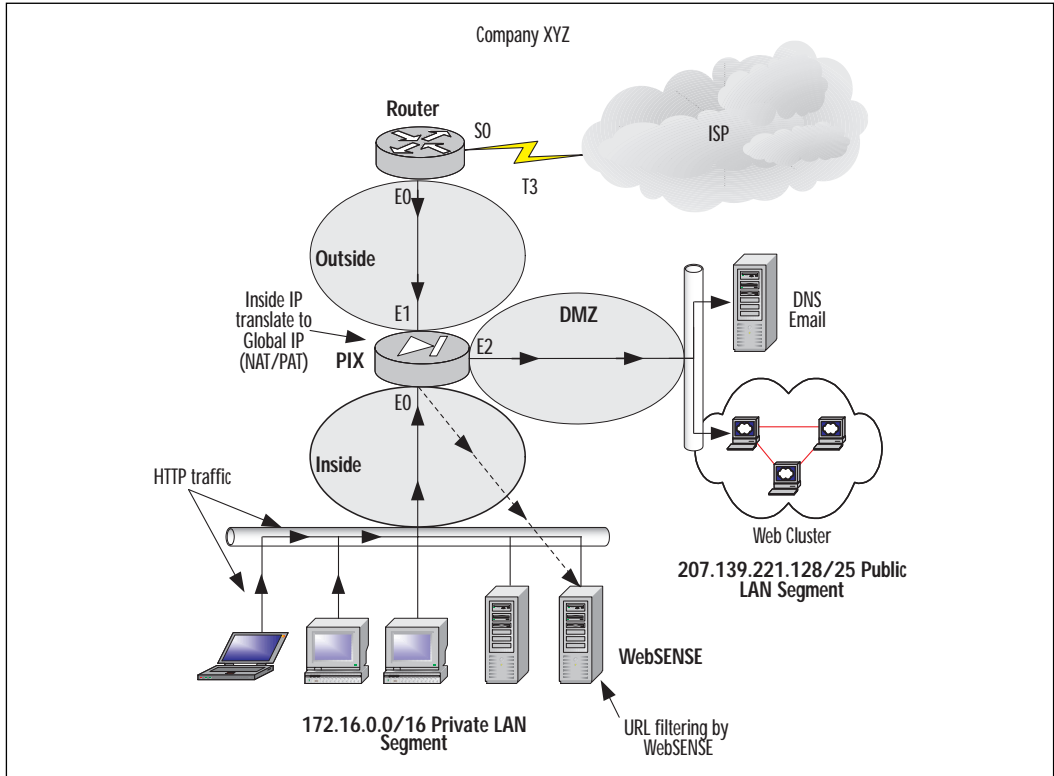 Company XYZ
Router
S0
ISP
T3
E0
Outside
Inside IP
translate to
Global IP
(NAT/PAT)
E1
PIX
E2
DMZ
DNS
Email
E0
Inside
HTTP traffic
Web Cluster
207.139.221.128/25 Public
LAN Segment
WebSENSE
172.16.0.0/16 Private LAN
Segment
URL filtering by
WebSENSE